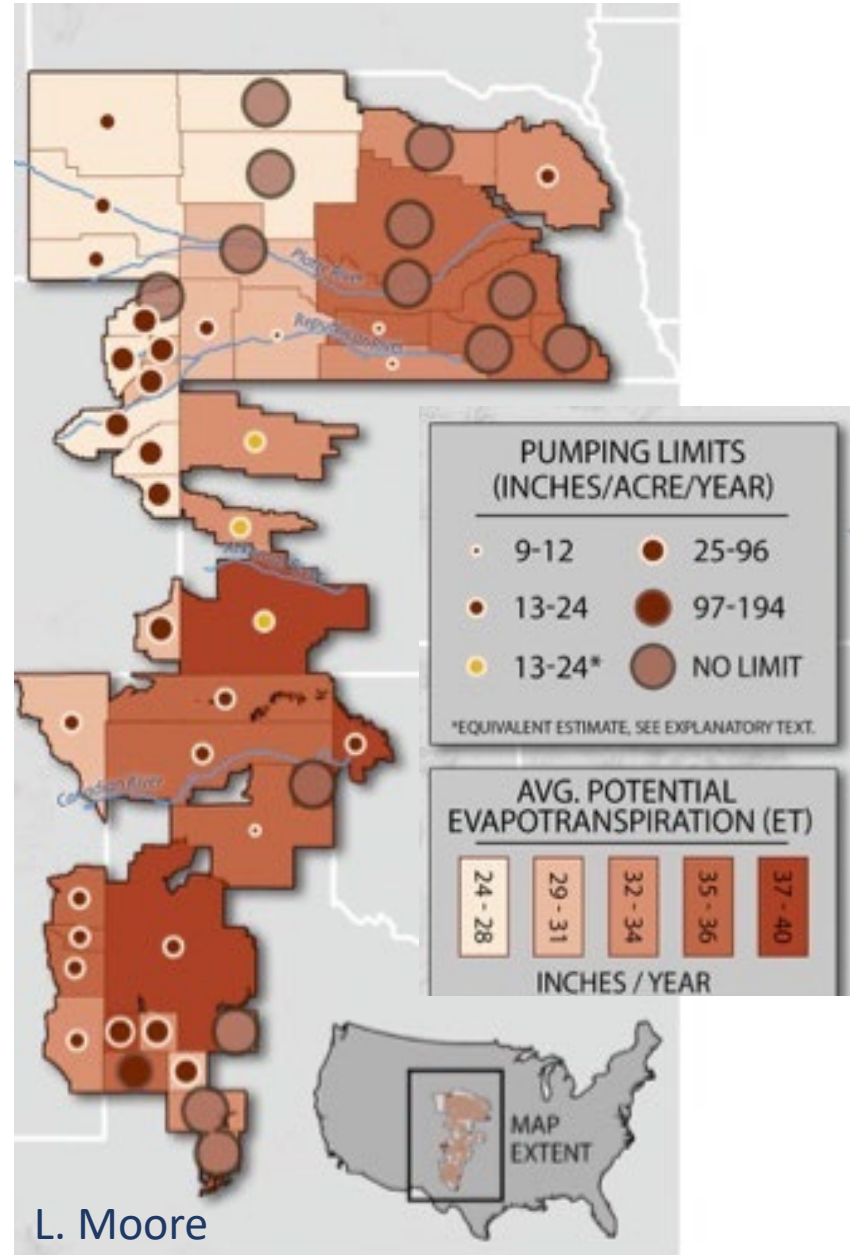 Platte River
Republican River
Arkansas River
Canadian River
PUMPING LIMITS
(INCHES/ACRE/YEAR)
9-12
25-96
13-24
97-194
13-24*
NO LIMIT
*EQUIVALENT ESTIMATE, SEE EXPLANATORY TEXT.
AVG. POTENTIAL
EVAPOTRANSPIRATION (ET)
24 - 28
29 - 31
32 - 34
35 - 36
37 - 40
INCHES / YEAR
MAP
EXTENT
L. Moore